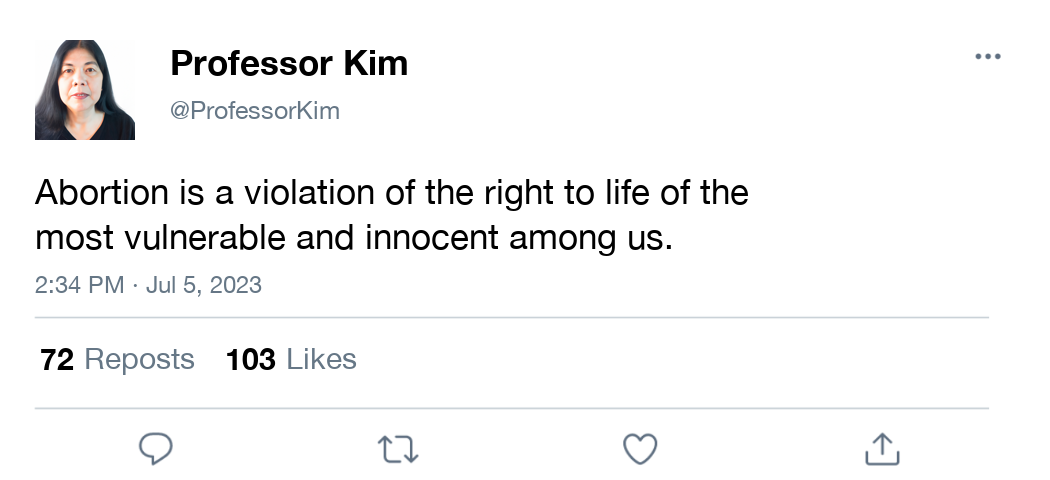 Professor Kim
@ProfessorKim
Abortion is a violation of the right to life of the
most vulnerable and innocent among us.
2:34 PM · Jul 5, 2023
72 Reposts 103 Likes